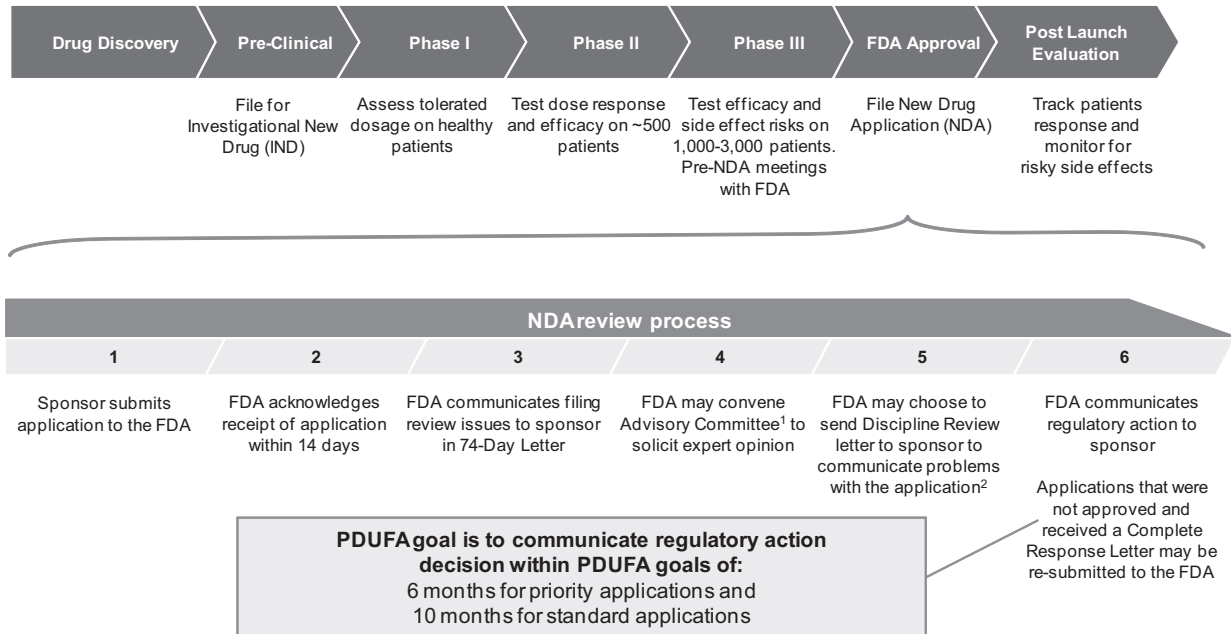 Drug Discovery
Pre-Clinical
Phase I
Phase II
Phase III
FDA Approval
Post Launch
Evaluation
File for
Investigational New
Drug (IND)
Assess tolerated
dosage on healthy
patients
Test dose response
and efficacy on ~500
patients
Test efficacy and
side effect risks on
1,000-3,000 patients.
Pre-NDA meetings
with FDA
File New Drug
Application (NDA)
Track patients
response and
monitor for
risky side effects
NDA review process
1
2
3
4
5
6
Sponsor submits
application to the FDA
FDA acknowledges
receipt of application
within 14 days
FDA communicates filing
review issues to sponsor
in 74-Day Letter
FDA may convene
Advisory Committee¹ to
solicit expert opinion
FDA may choose to
send Discipline Review
letter to sponsor to
communicate problems
with the application²
FDA communicates
regulatory action to
sponsor
Applications that were
not approved and
received a Complete
Response Letter may be
re-submitted to the FDA
PDUFA goal is to communicate regulatory action
decision within PDUFA goals of:
6 months for priority applications and
10 months for standard applications